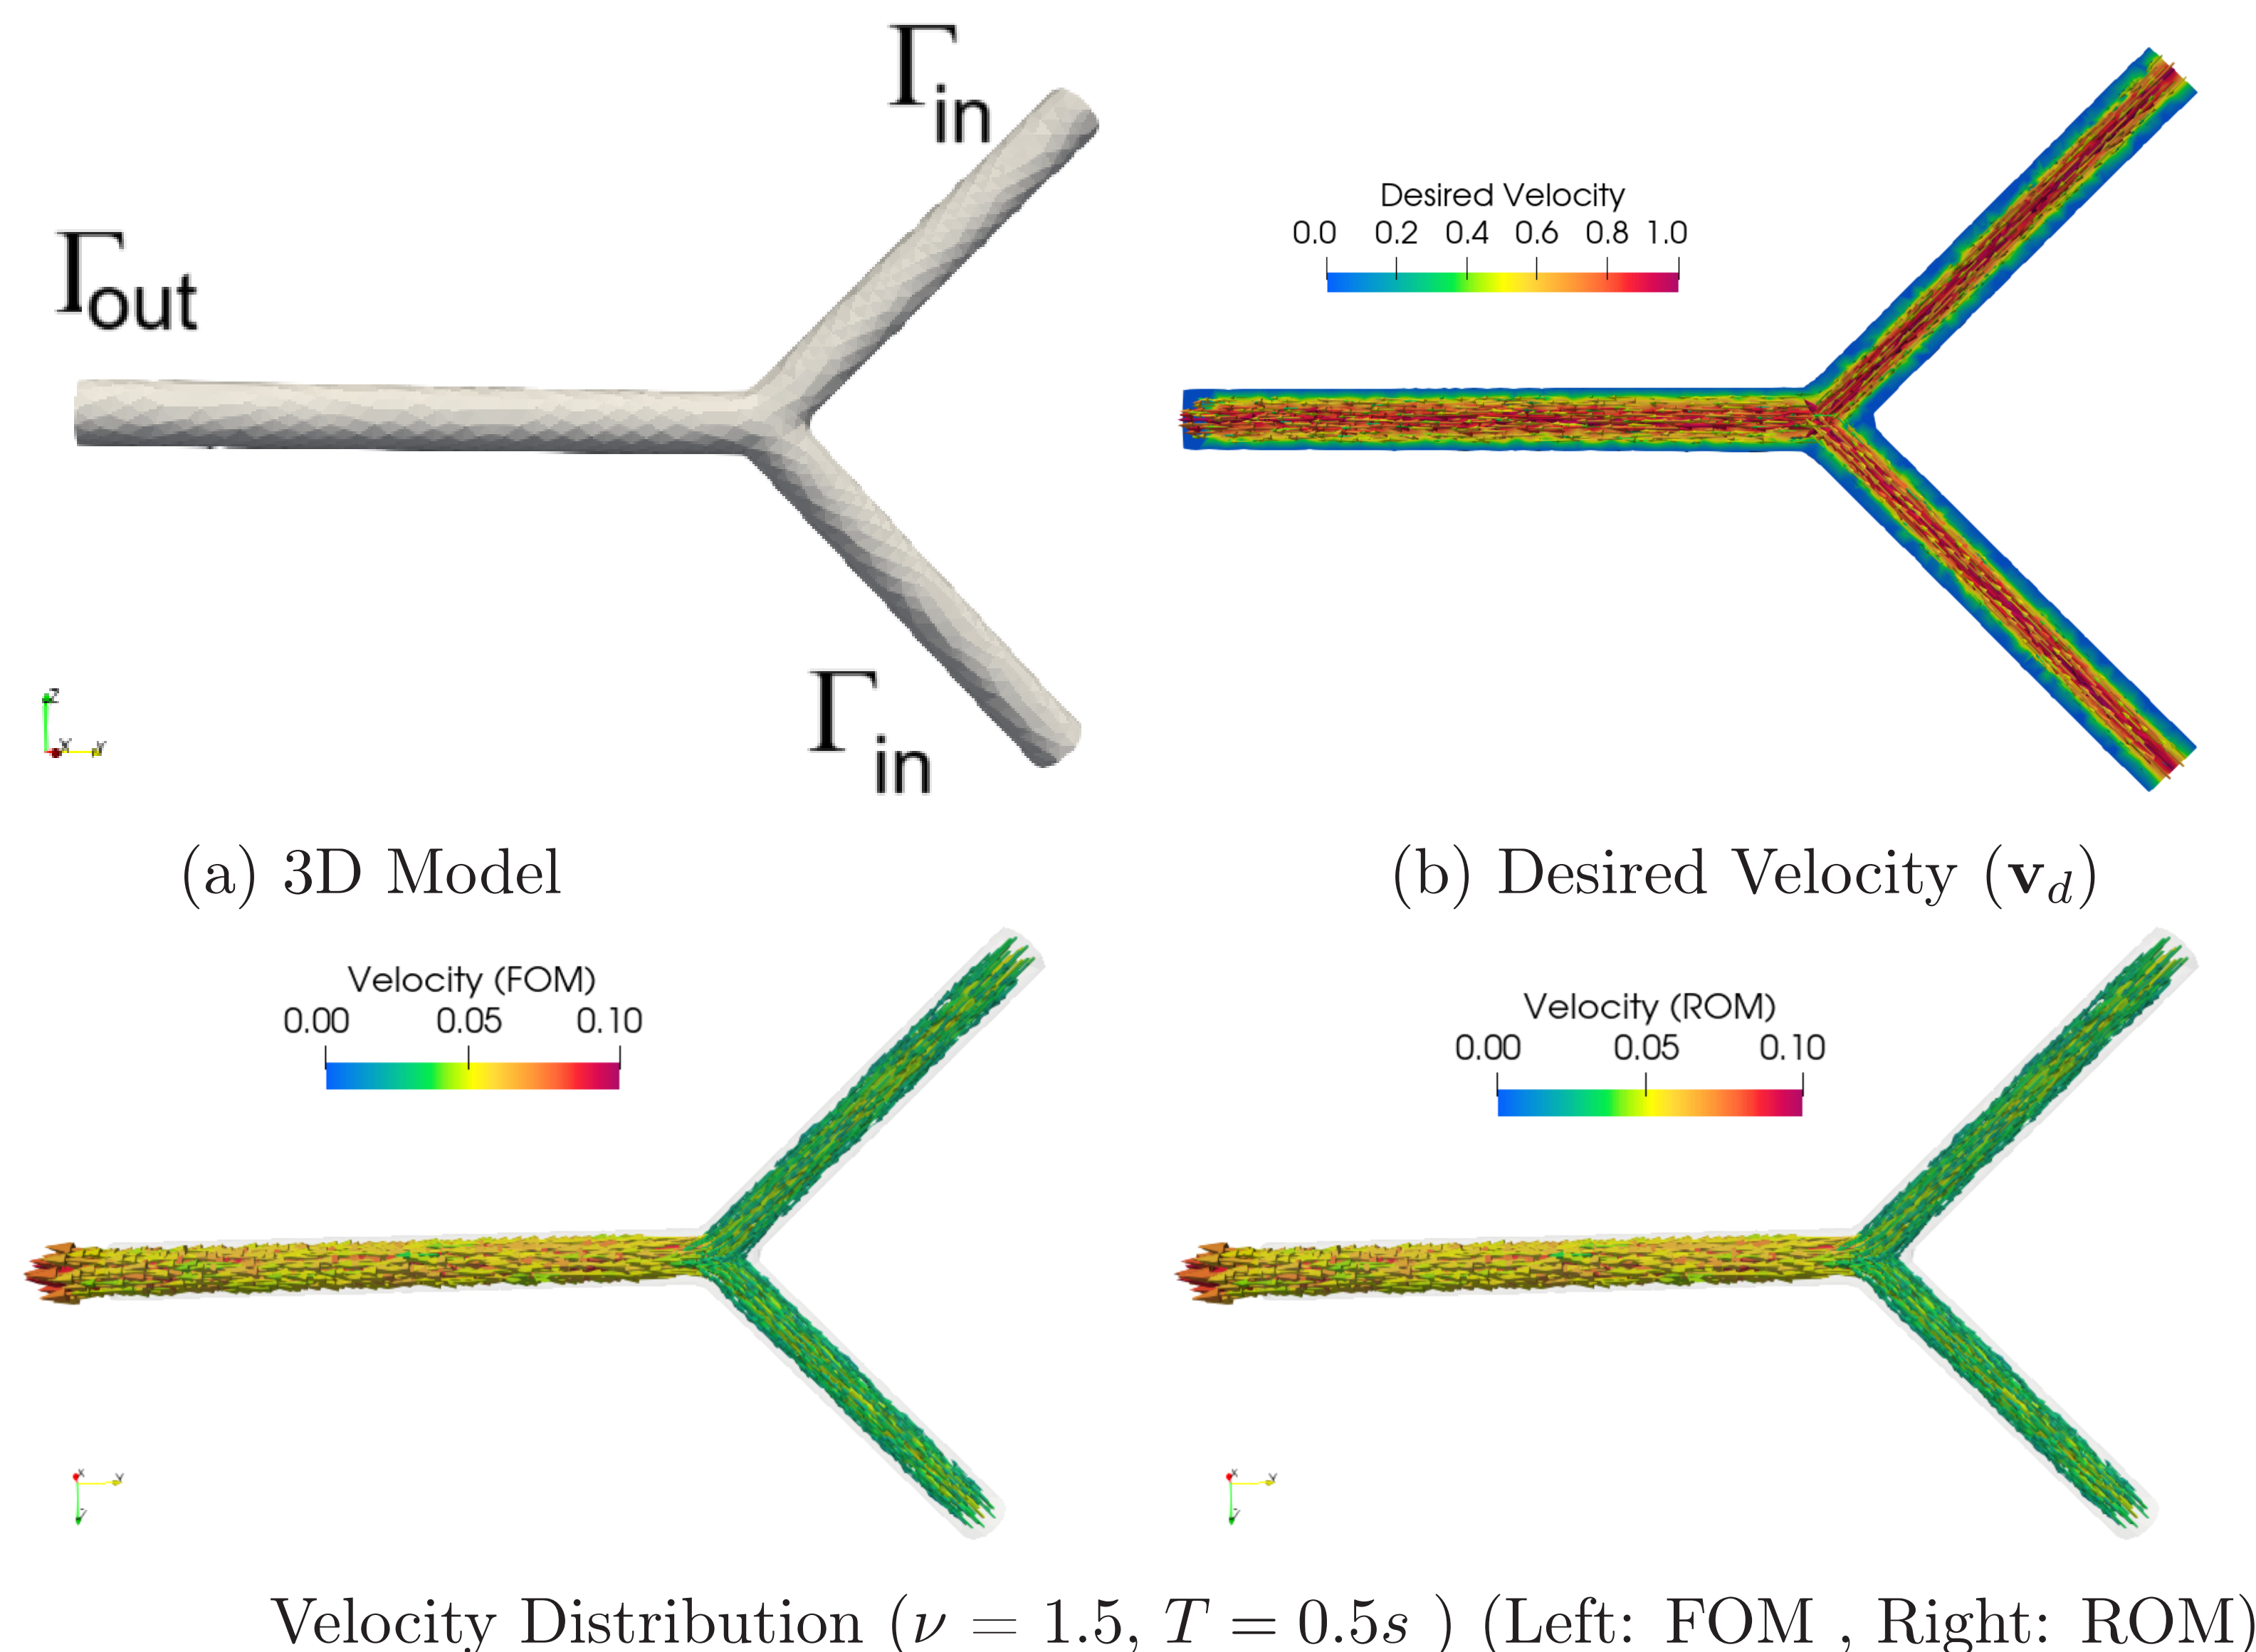 Γin
Γout
Γin
Z
X Y
(a) 3D Model
Desired Velocity
0.0 0.2 0.4 0.6 0.8 1.0
(b) Desired Velocity (v_d)
Velocity (FOM)
0.00 0.05 0.10
X Y
Velocity (ROM)
0.00 0.05 0.10
X Y
Velocity Distribution (ν = 1.5, T = 0.5s ) (Left: FOM , Right: ROM)